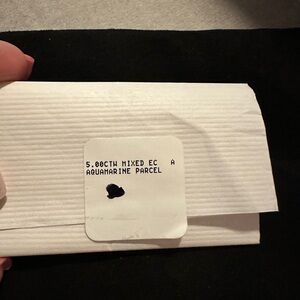 5.00CTW MIXED EC A
AQUAMARINE PARCEL